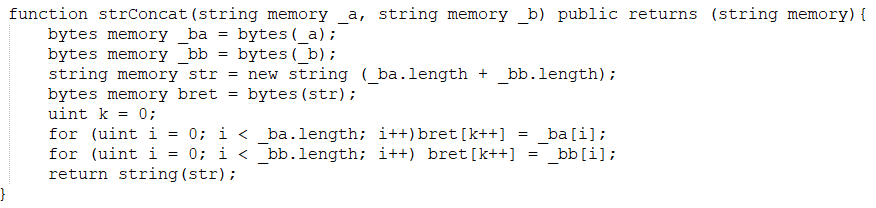 function strConcat(string memory _a, string memory _b) public returns (string memory){
bytes memory _ba = bytes(_a);
bytes memory _bb = bytes(_b);
string memory str = new string (_ba.length + _bb.length);
bytes memory bret = bytes(str);
uint k = 0;
for (uint i = 0; i < _ba.length; i++)bret[k++] = _ba[i];
for (uint i = 0; i < _bb.length; i++) bret[k++] = _bb[i];
return string(str);
}